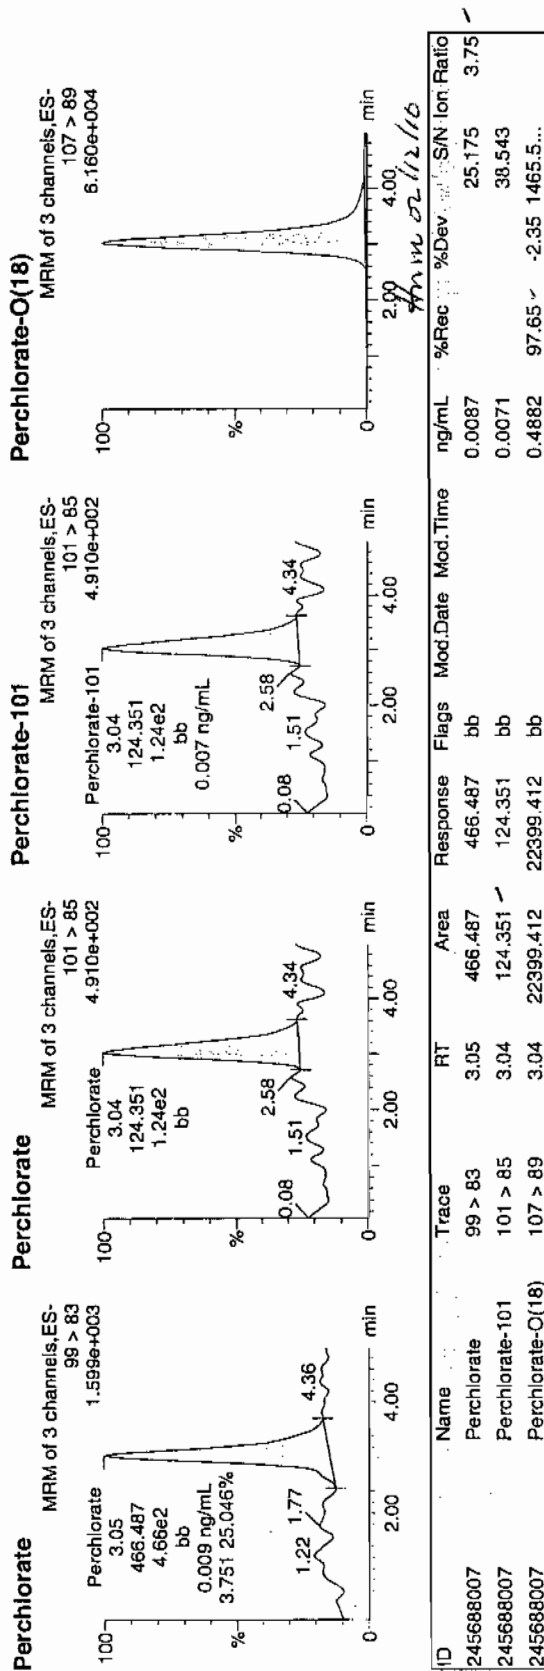 Perchlorate
MRM of 3 channels,ES-
99 > 83
1.599e+003
100
%
0
Perchlorate
3.05
466.487
4.66e2
bb
0.009 ng/mL
3.751 25.046%
1.22
1.77
4.36
2.00
4.00
min
Perchlorate
MRM of 3 channels,ES-
101 > 85
4.910e+002
100
%
0
Perchlorate
3.04
124.351
1.24e2
bb
0.08
1.51
2.58
4.34
2.00
4.00
min
Perchlorate-101
MRM of 3 channels,ES-
101 > 85
4.910e+002
100
%
0
Perchlorate-101
3.04
124.351
1.24e2
bb
0.007 ng/mL
0.08
1.51
2.58
4.34
2.00
4.00
min
Perchlorate-O(18)
MRM of 3 channels,ES-
107 > 89
6.160e+004
100
%
0
2.00
4.00
min
02/12/10
ID Name Trace RT Area Response Flags Mod.Date Mod.Time ng/mL %Rec %Dev S/N Ion Ratio
245688007 Perchlorate 99 > 83 3.05 466.487 466.487 bb 0.0087 25.175 3.75
245688007 Perchlorate-101 101 > 85 3.04 124.351 124.351 bb 0.0071 38.543
245688007 Perchlorate-O(18) 107 > 89 3.04 22399.412 22399.412 bb 0.4882 97.65 -2.35 1465.5...